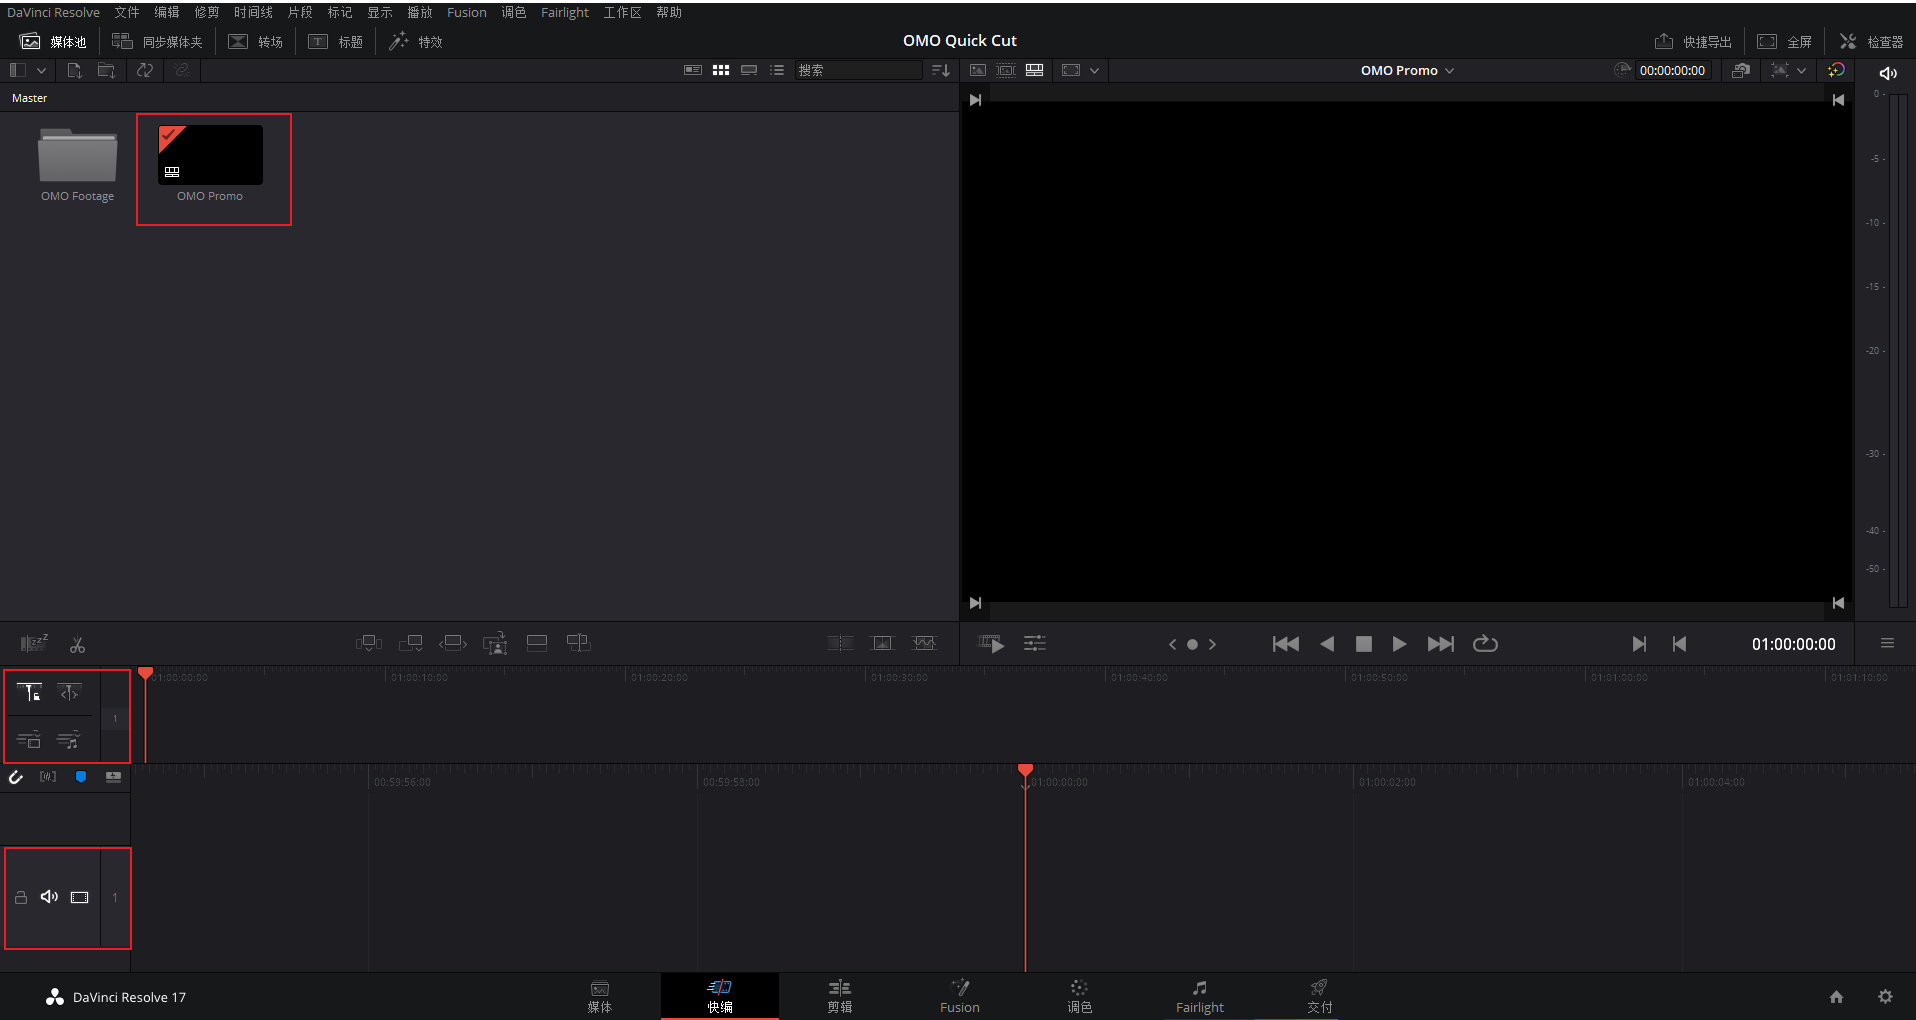 DaVinci Resolve 文件 编辑 修剪 时间线 片段 标记 显示 播放 Fusion 调色 Fairlight 工作区 帮助
媒体池 同步媒体夹 转场 标题 特效 OMO Quick Cut 快捷导出 全屏 检查器
搜索 OMO Promo 00:00:00:00
Master
0 -
-5 -
-10 -
-15 -
-20 -
-30 -
-40 -
-50 -
OMO Footage OMO Promo
01:00:00:00
01:00:00:00 01:00:10:00 01:00:20:00 01:00:30:00 01:00:40:00 01:00:50:00 01:01:00:00 01:01:10:00
1
00:59:56:00 00:59:58:00 01:00:00:00 01:00:02:00 01:00:04:00
1
DaVinci Resolve 17 媒体 快编 剪辑 Fusion 调色 Fairlight 交付